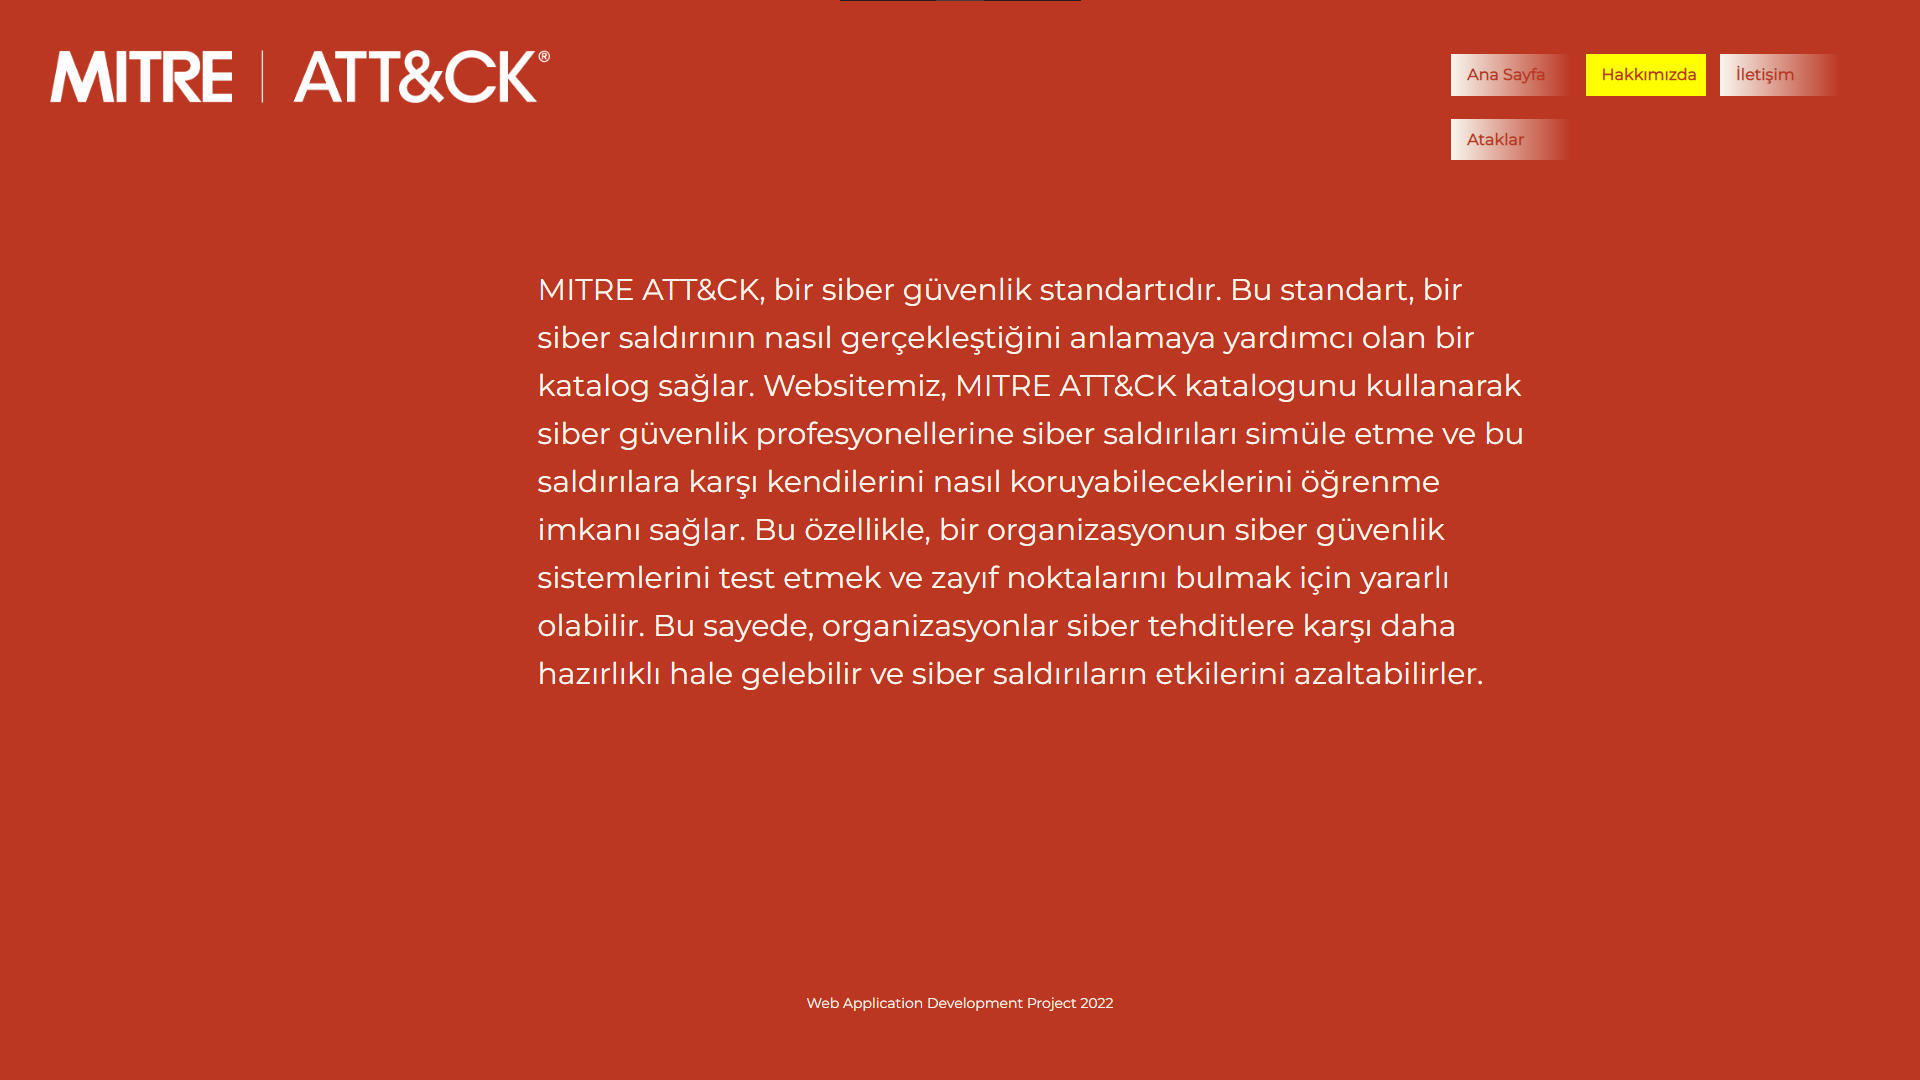 MITRE | ATT&CK®
Ana Sayfa
Hakkımızda
İletişim
Ataklar
MITRE ATT&CK, bir siber güvenlik standartıdır. Bu standart, bir
siber saldırının nasıl gerçekleştiğini anlamaya yardımcı olan bir
katalog sağlar. Websitemiz, MITRE ATT&CK katalogunu kullanarak
siber güvenlik profesyonellerine siber saldırıları simüle etme ve bu
saldırılara karşı kendilerini nasıl koruyabileceklerini öğrenme
imkanı sağlar. Bu özellikle, bir organizasyonun siber güvenlik
sistemlerini test etmek ve zayıf noktalarını bulmak için yararlı
olabilir. Bu sayede, organizasyonlar siber tehditlere karşı daha
hazırlıklı hale gelebilir ve siber saldırıların etkilerini azaltabilirler.
Web Application Development Project 2022